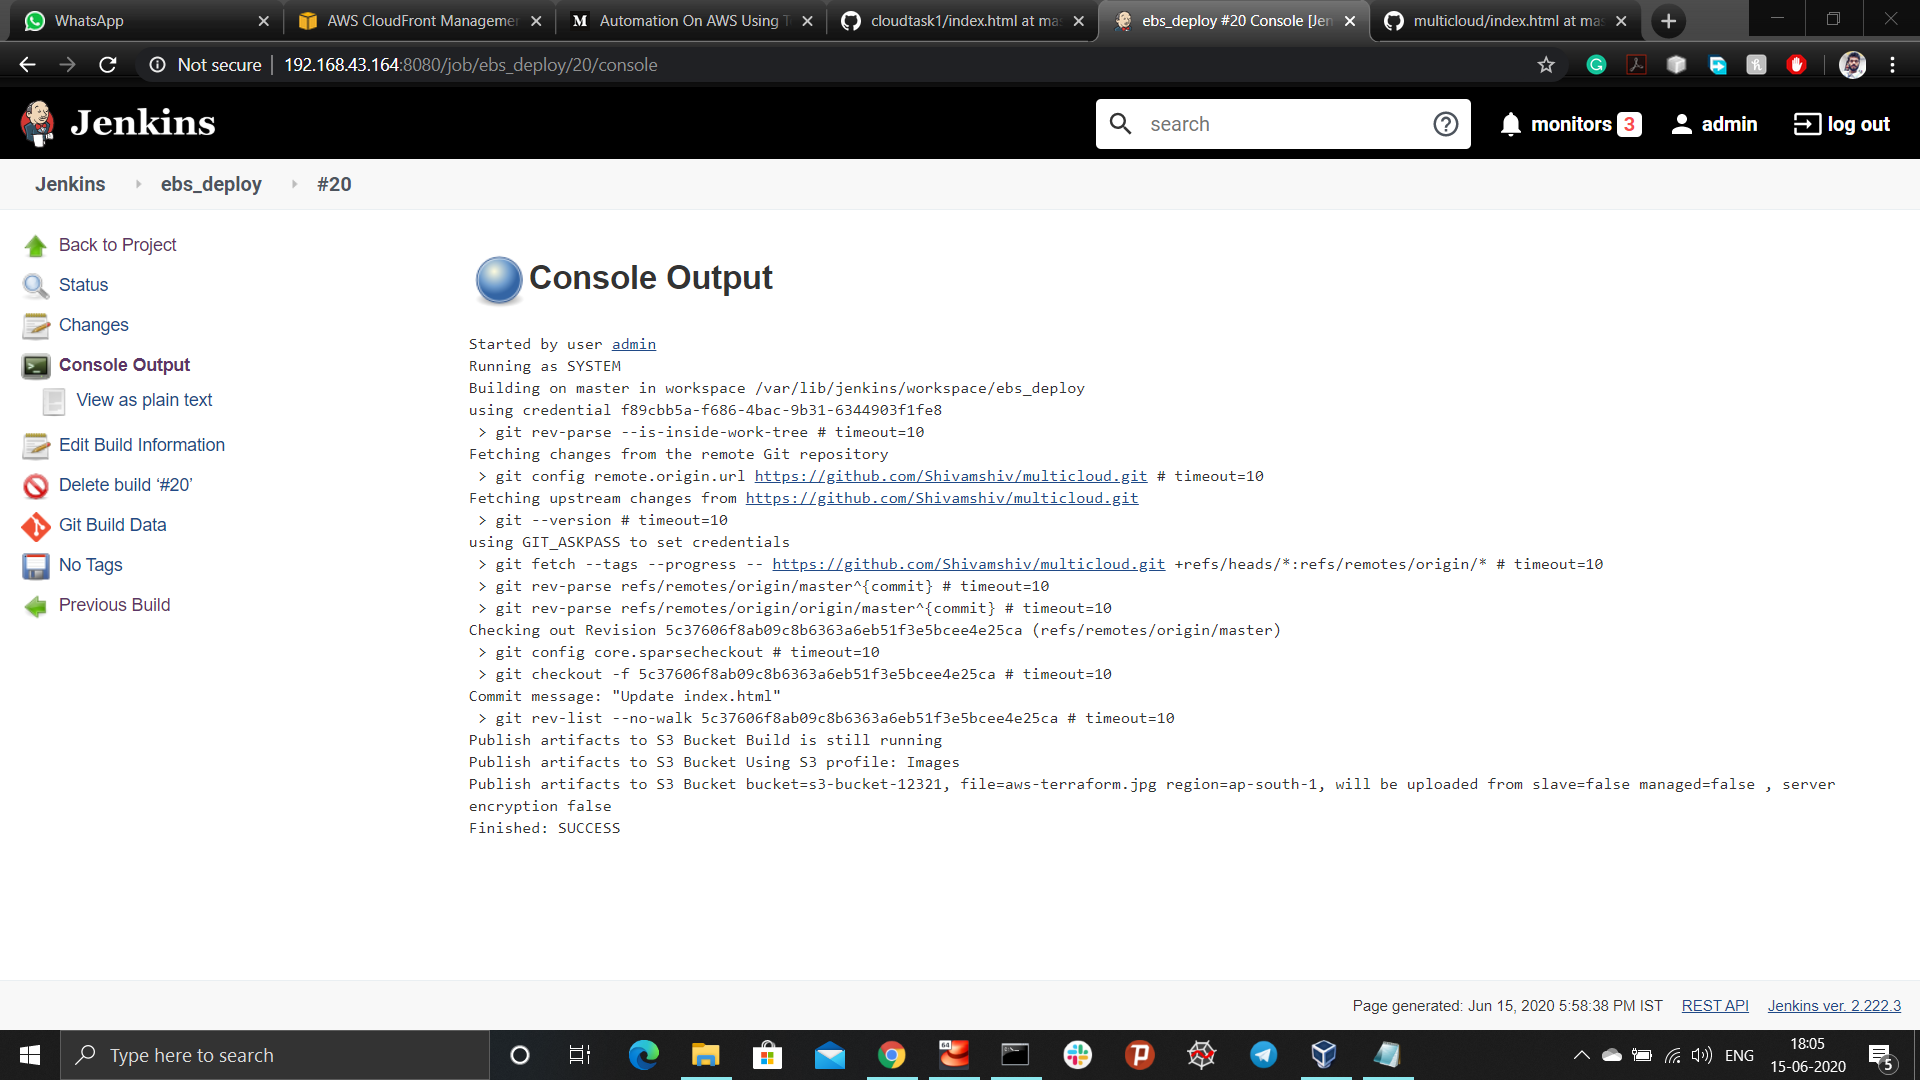 WhatsApp
AWS CloudFront Managemen
Automation On AWS Using T
cloudtask1/index.html at mas
ebs_deploy #20 Console [Jen
multicloud/index.html at mas
Not secure | 192.168.43.164:8080/job/ebs_deploy/20/console
Jenkins
search
monitors 3
admin
log out
Jenkins
ebs_deploy
#20
Back to Project
Status
Changes
Console Output
View as plain text
Edit Build Information
Delete build ‘#20’
Git Build Data
No Tags
Previous Build
Console Output
Started by user admin
Running as SYSTEM
Building on master in workspace /var/lib/jenkins/workspace/ebs_deploy
using credential f89cbb5a-f686-4bac-9b31-6344903f1fe8
> git rev-parse --is-inside-work-tree # timeout=10
Fetching changes from the remote Git repository
> git config remote.origin.url https://github.com/Shivamshiv/multicloud.git # timeout=10
Fetching upstream changes from https://github.com/Shivamshiv/multicloud.git
> git --version # timeout=10
using GIT_ASKPASS to set credentials
> git fetch --tags --progress -- https://github.com/Shivamshiv/multicloud.git +refs/heads/*:refs/remotes/origin/* # timeout=10
> git rev-parse refs/remotes/origin/master^{commit} # timeout=10
> git rev-parse refs/remotes/origin/origin/master^{commit} # timeout=10
Checking out Revision 5c37606f8ab09c8b6363a6eb51f3e5bcee4e25ca (refs/remotes/origin/master)
> git config core.sparsecheckout # timeout=10
> git checkout -f 5c37606f8ab09c8b6363a6eb51f3e5bcee4e25ca # timeout=10
Commit message: "Update index.html"
> git rev-list --no-walk 5c37606f8ab09c8b6363a6eb51f3e5bcee4e25ca # timeout=10
Publish artifacts to S3 Bucket Build is still running
Publish artifacts to S3 Bucket Using S3 profile: Images
Publish artifacts to S3 Bucket bucket=s3-bucket-12321, file=aws-terraform.jpg region=ap-south-1, will be uploaded from slave=false managed=false , server
encryption false
Finished: SUCCESS
Page generated: Jun 15, 2020 5:58:38 PM IST
REST API
Jenkins ver. 2.222.3
Type here to search
64
ENG
18:05
15-06-2020
5